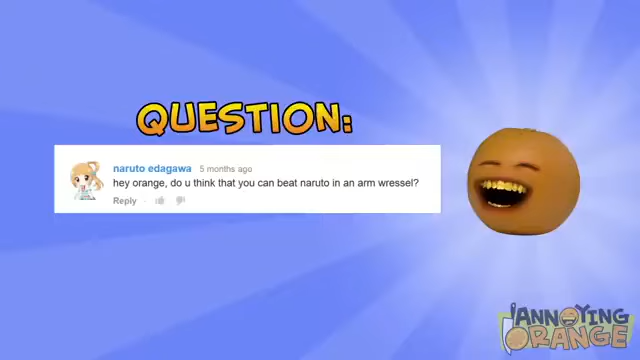 QUESTION:
naruto edagawa 5 months ago
hey orange, do u think that you can beat naruto in an arm wressel?
Reply ·
ANNOYING
ORANGE